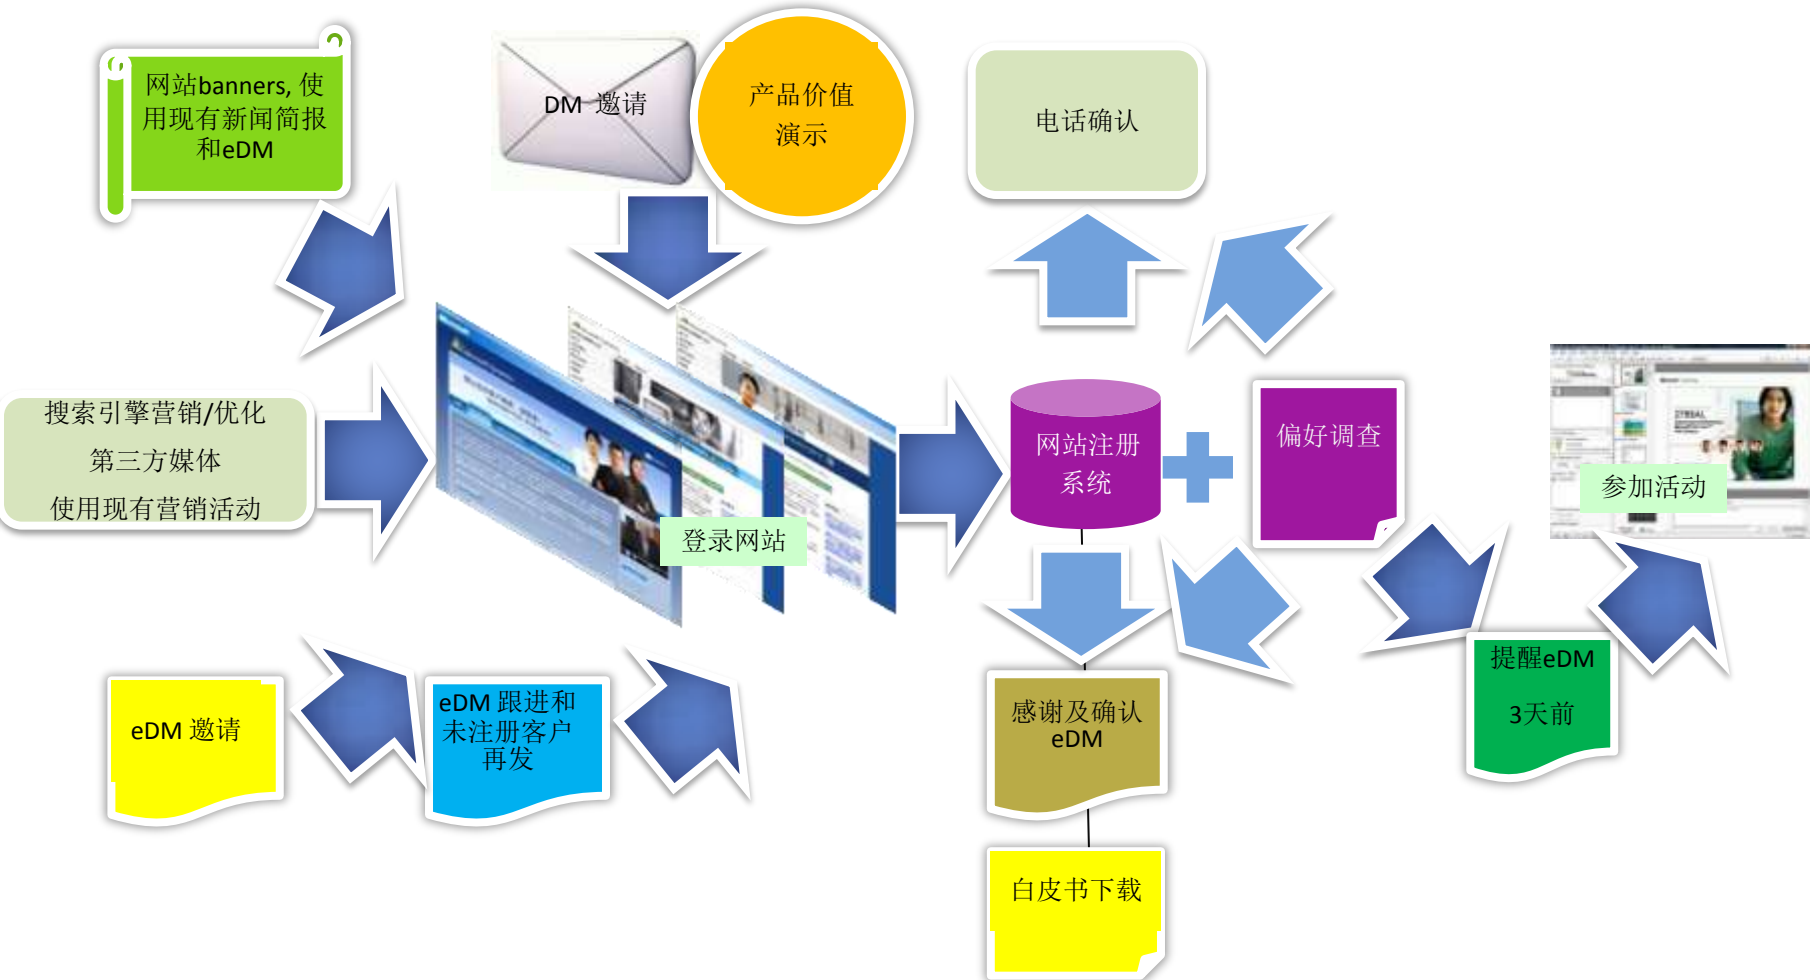 网站banners, 使
用现有新闻简报
和eDM
DM 邀请
产品价值
演示
电话确认
搜索引擎营销/优化
第三方媒体
使用现有营销活动
登录网站
网站注册
系统
偏好调查
参加活动
eDM 邀请
eDM 跟进和
未注册客户
再发
感谢及确认
eDM
提醒eDM
3天前
白皮书下载